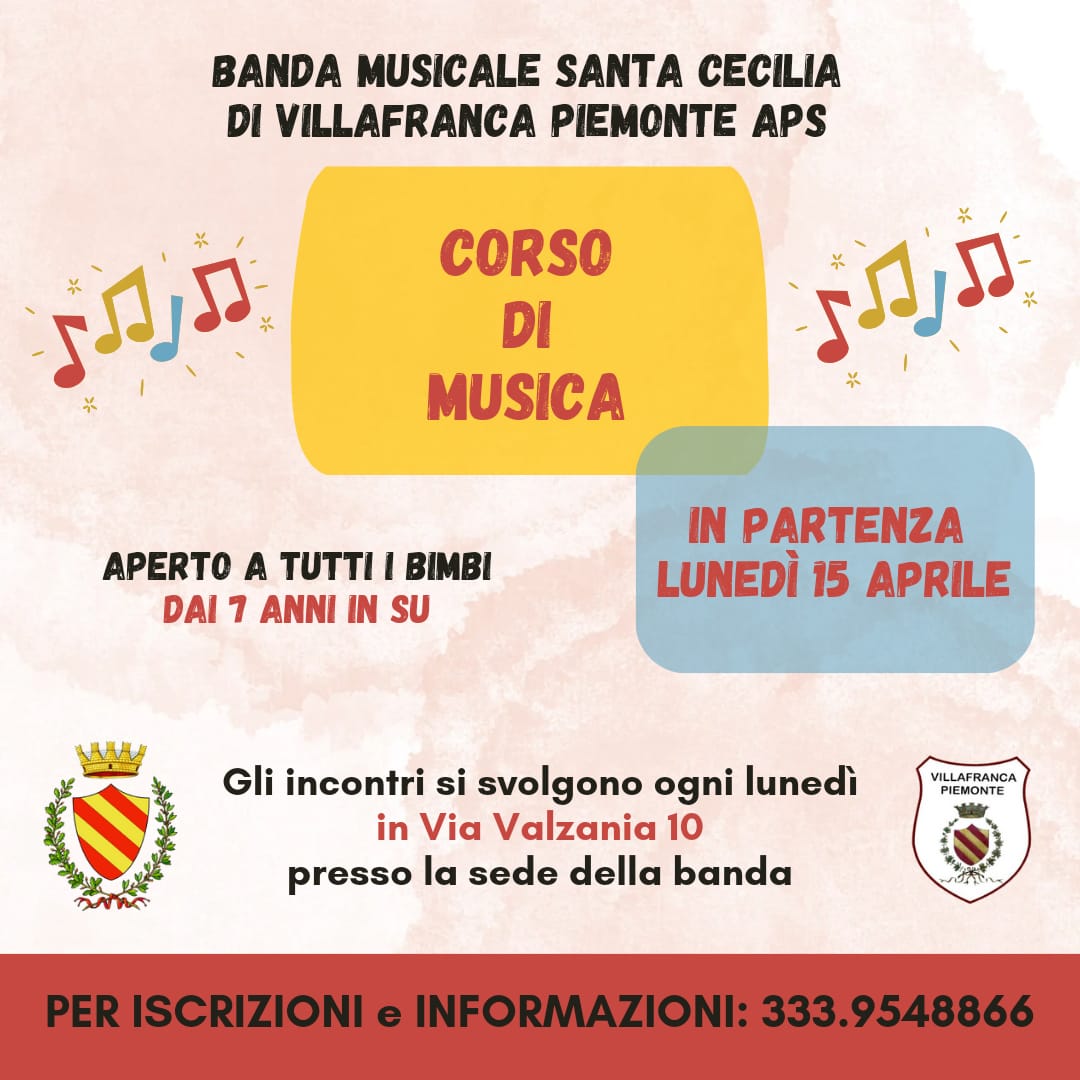 BANDA MUSICALE SANTA CECILIA
DI VILLAFRANCA PIEMONTE APS
CORSO
DI
MUSICA
IN PARTENZA
LUNEDÌ 15 APRILE
APERTO A TUTTI I BIMBI
DAI 7 ANNI IN SU
Gli incontri si svolgono ogni lunedì
in Via Valzania 10
presso la sede della banda
VILLAFRANCA
PIEMONTE
PER ISCRIZIONI e INFORMAZIONI: 333.9548866